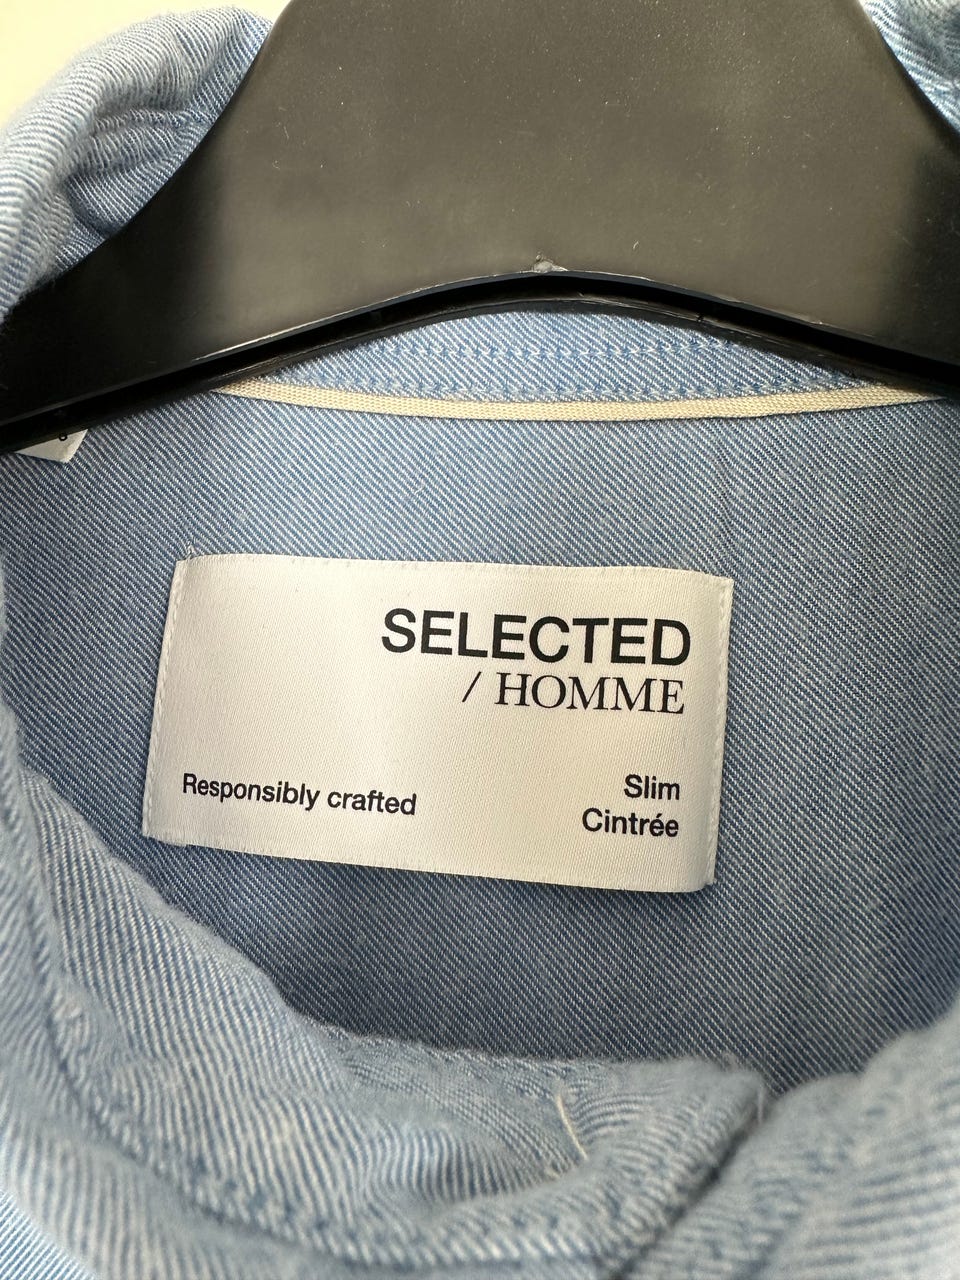 SELECTED
/ HOMME
Responsibly crafted
Slim
Cintrée